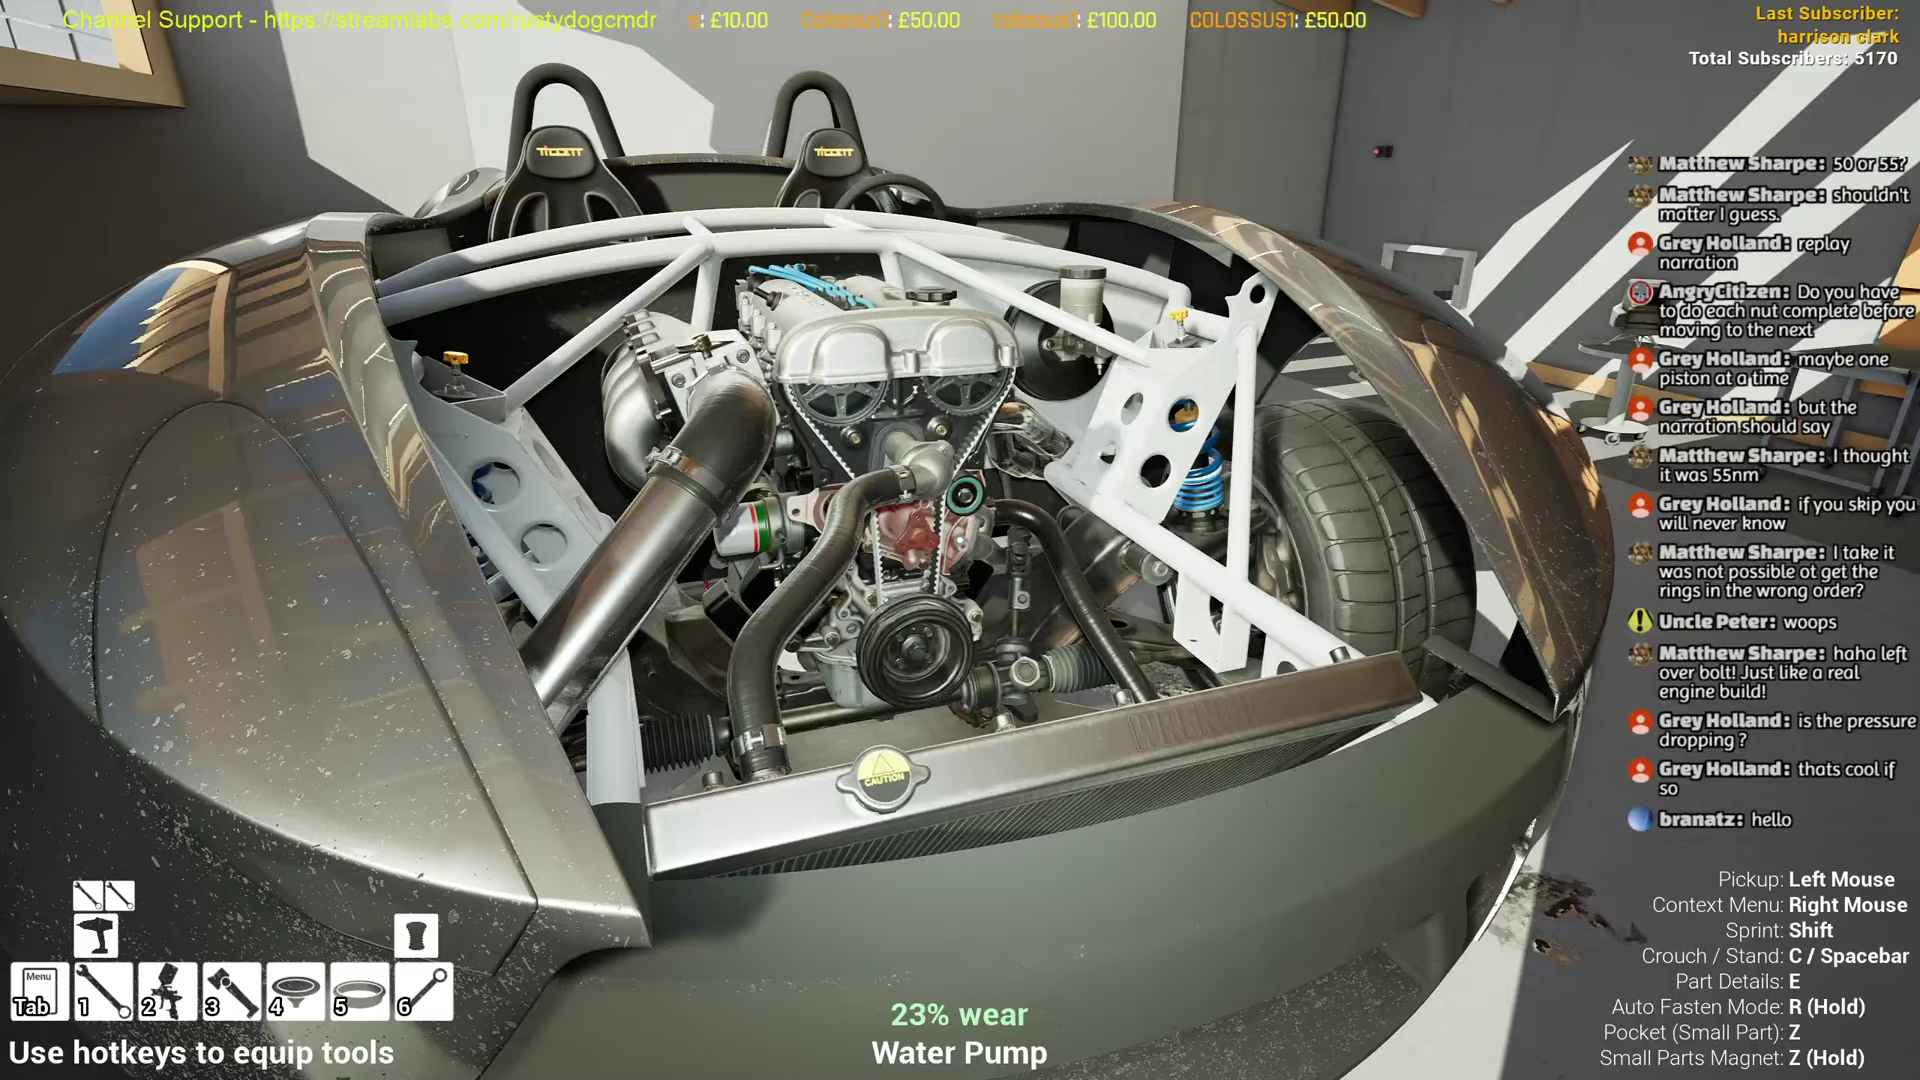 Channel Support - https://streamlabs.com/rustydogcmdr
s: £10.00 Colossus1: £50.00 colossus1: £100.00 COLOSSUS1: £50.00
Last Subscriber:
harrison clark
Total Subscribers: 5170
TILLETT
TILLETT
Matthew Sharpe: 50 or 55?
Matthew Sharpe: shouldn't
matter I guess.
Grey Holland: replay
narration
AngryCitizen: Do you have
to do each nut complete before
moving to the next
Grey Holland: maybe one
piston at a time
Grey Holland: but the
narration should say
Matthew Sharpe: I thought
it was 55nm
Grey Holland: if you skip you
will never know
Matthew Sharpe: I take it
was not possible ot get the
rings in the wrong order?
Uncle Peter: woops
Matthew Sharpe: haha left
over bolt! Just like a real
engine build!
Grey Holland: is the pressure
dropping ?
Grey Holland: thats cool if
so
branatz: hello
CAUTION
Pickup: Left Mouse
Context Menu: Right Mouse
Sprint: Shift
Crouch / Stand: C / Spacebar
Part Details: E
Auto Fasten Mode: R (Hold)
Pocket (Small Part): Z
Small Parts Magnet: Z (Hold)
Menu
Tab 1 2 3 4 5 6
Use hotkeys to equip tools
23% wear
Water Pump